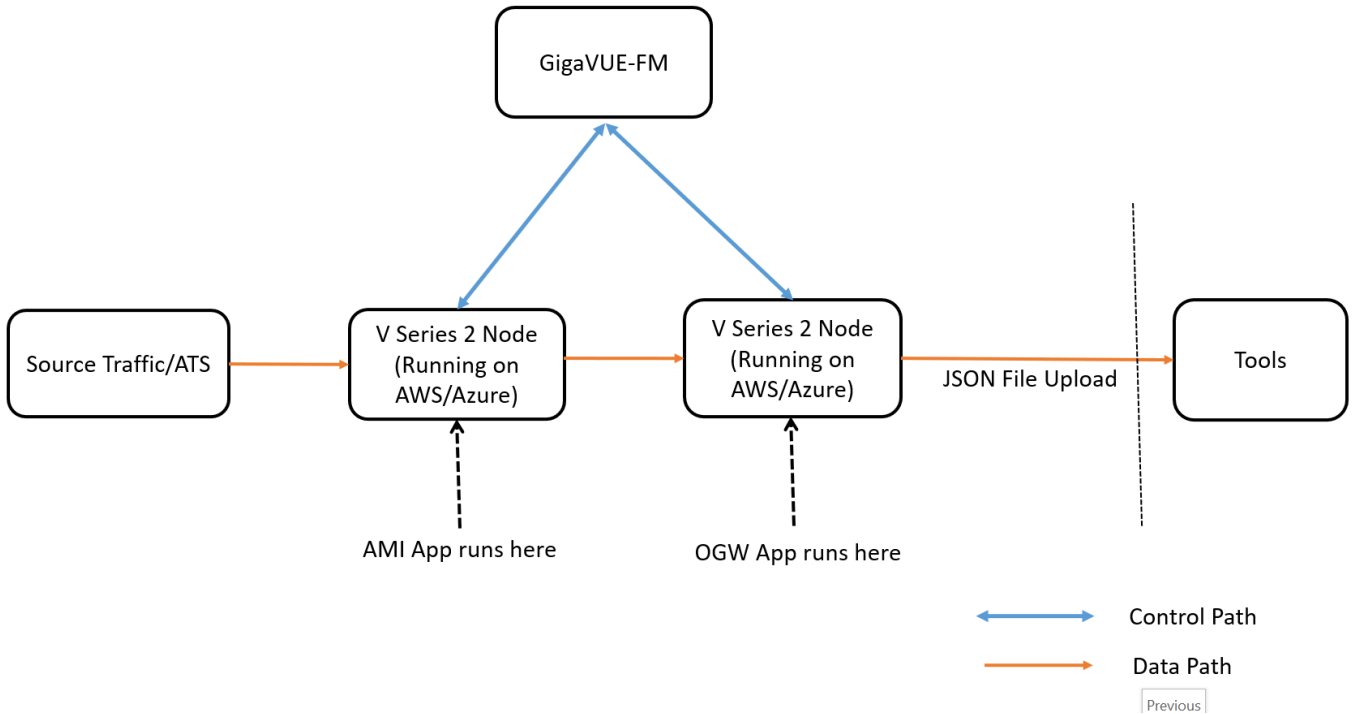 GigaVUE-FM
Source Traffic/ATS
V Series 2 Node
(Running on
AWS/Azure)
V Series 2 Node
(Running on
AWS/Azure)
JSON File Upload
Tools
AMI App runs here
OGW App runs here
Control Path
Data Path
Previous